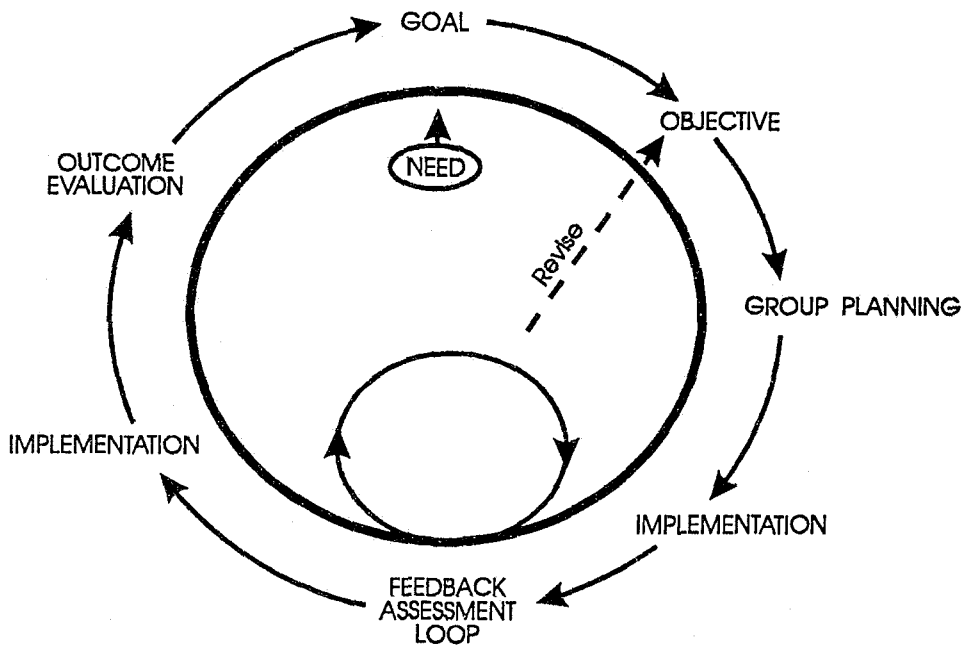 GOAL
OBJECTIVE
NEED
OUTCOME
EVALUATION
Revise
GROUP PLANNING
IMPLEMENTATION
IMPLEMENTATION
FEEDBACK
ASSESSMENT
LOOP